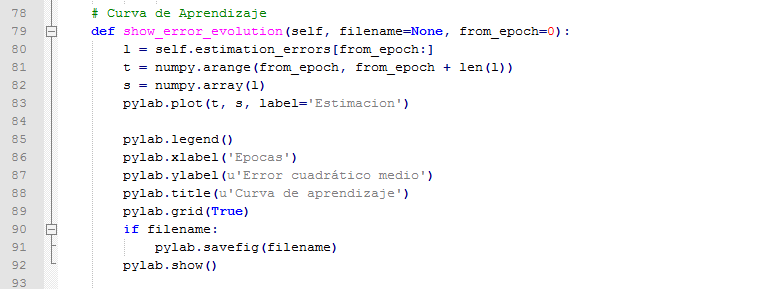 78 # Curva de Aprendizaje
79 def show_error_evolution(self, filename=None, from_epoch=0):
80 l = self.estimation_errors[from_epoch:]
81 t = numpy.arange(from_epoch, from_epoch + len(l))
82 s = numpy.array(l)
83 pylab.plot(t, s, label='Estimacion')
84
85 pylab.legend()
86 pylab.xlabel('Epocas')
87 pylab.ylabel(u'Error cuadrático medio')
88 pylab.title(u'Curva de aprendizaje')
89 pylab.grid(True)
90 if filename:
91 pylab.savefig(filename)
92 pylab.show()
93